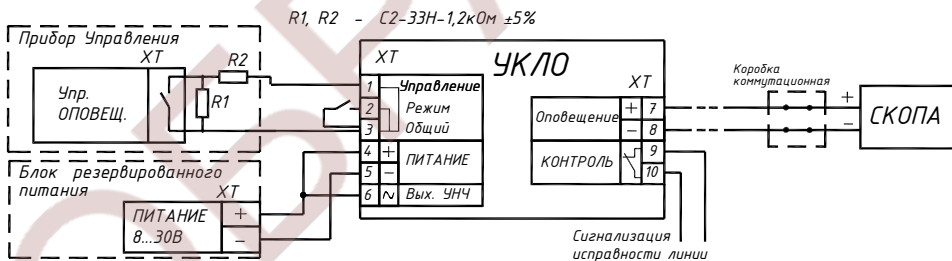 R1, R2 - С2-33Н-1,2кОм ±5%
Прибор Управления
XT
Упр.
ОПОВЕЩ.
R1
R2
Блок резервированного
питания
XT
ПИТАНИЕ
8...30В
+
−
XT
УКЛО
XT
1 Управление
2 Режим
3 Общий
4 + ПИТАНИЕ
5 −
6 ~ Вых. УНЧ
Оповещение + 7
− 8
КОНТРОЛЬ 9
10
Сигнализация
исправности линии
Коробка
коммутационная
+
−
СКОПА